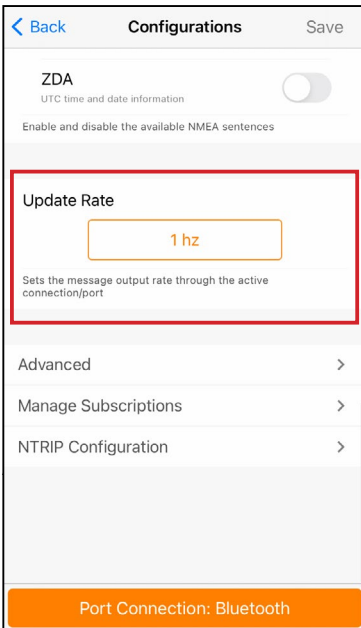 Back Configurations Save
ZDA
UTC time and date information
Enable and disable the available NMEA sentences
Update Rate
1 hz
Sets the message output rate through the active
connection/port
Advanced
Manage Subscriptions
NTRIP Configuration
Port Connection: Bluetooth